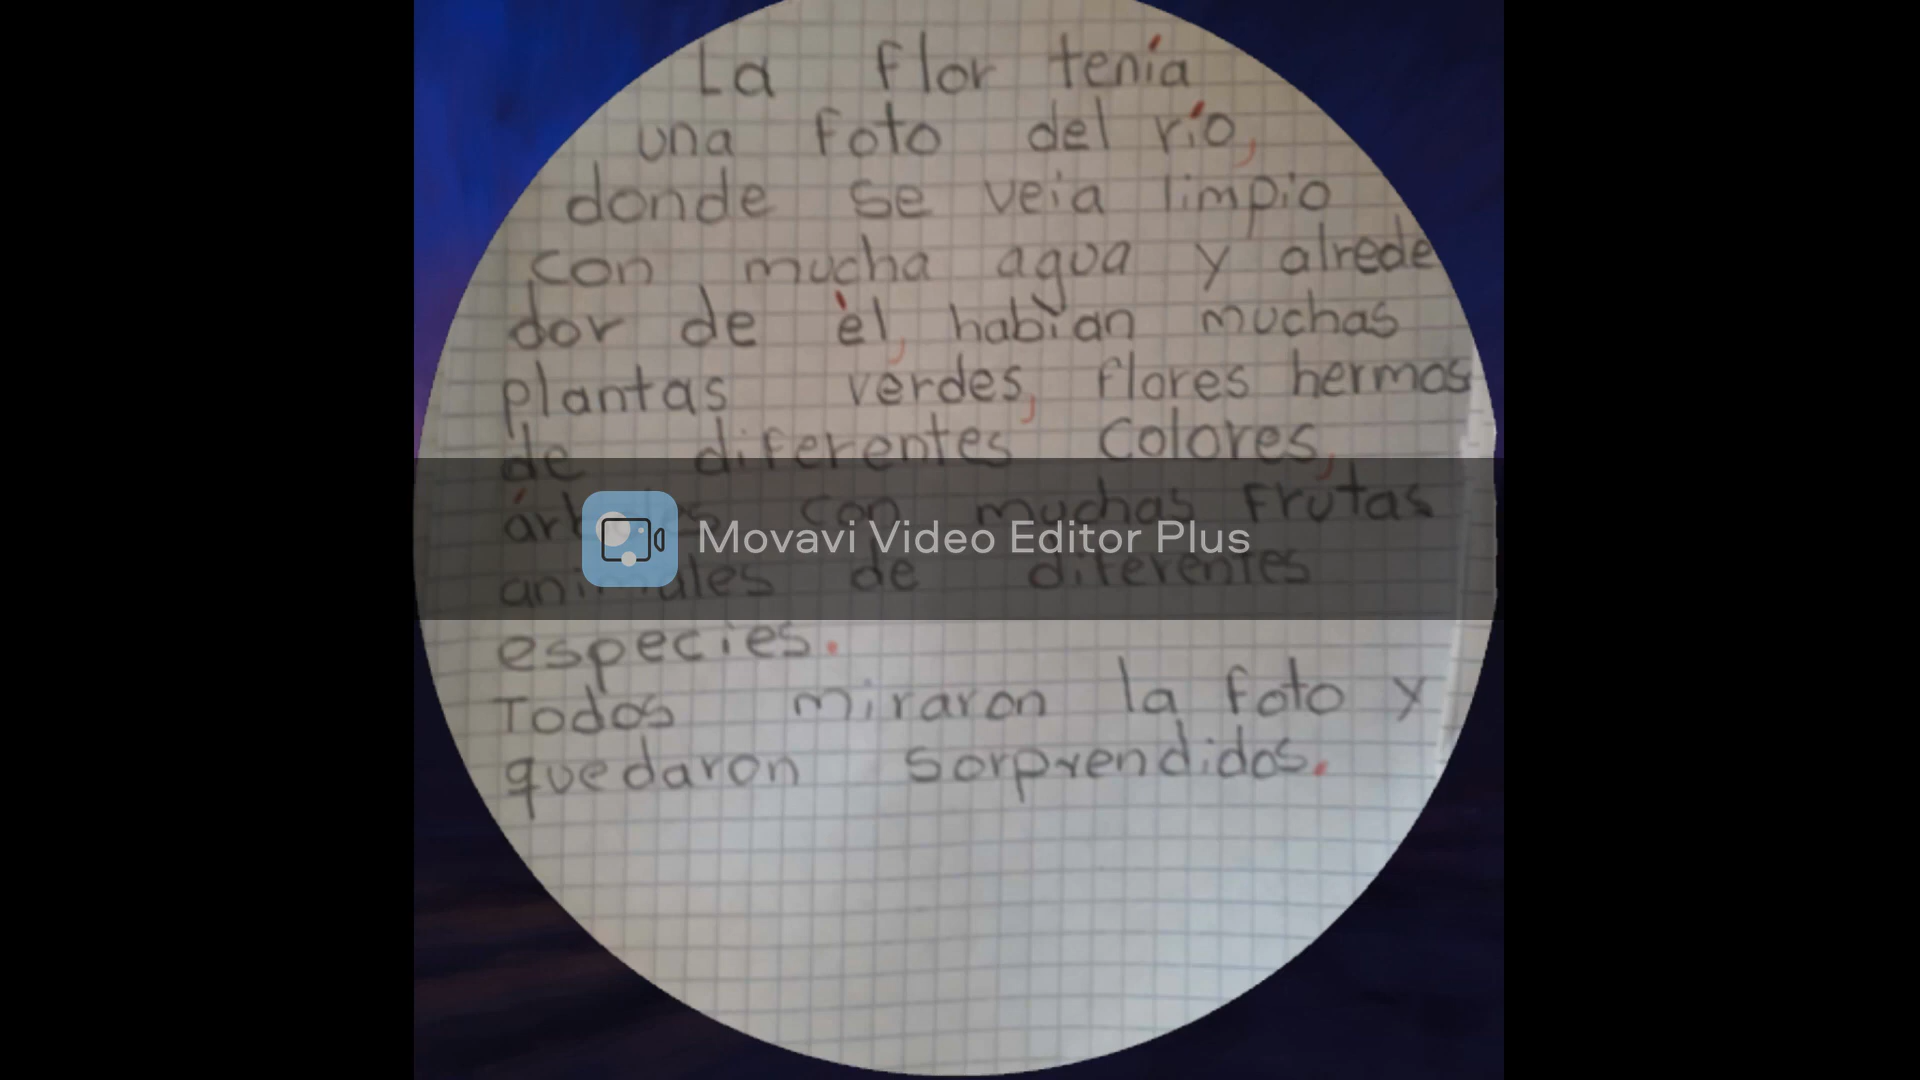 La flor tenía
una foto del río,
donde se veia limpio
con mucha agua y alrede
dor de èl, habìan muchas
plantas verdes, flores hermos
de diferentes colores,
con muchas frutas
Movavi Video Editor Plus
de diferentes
especies.
Todos miraron la foto y
quedaron sorprendidos.